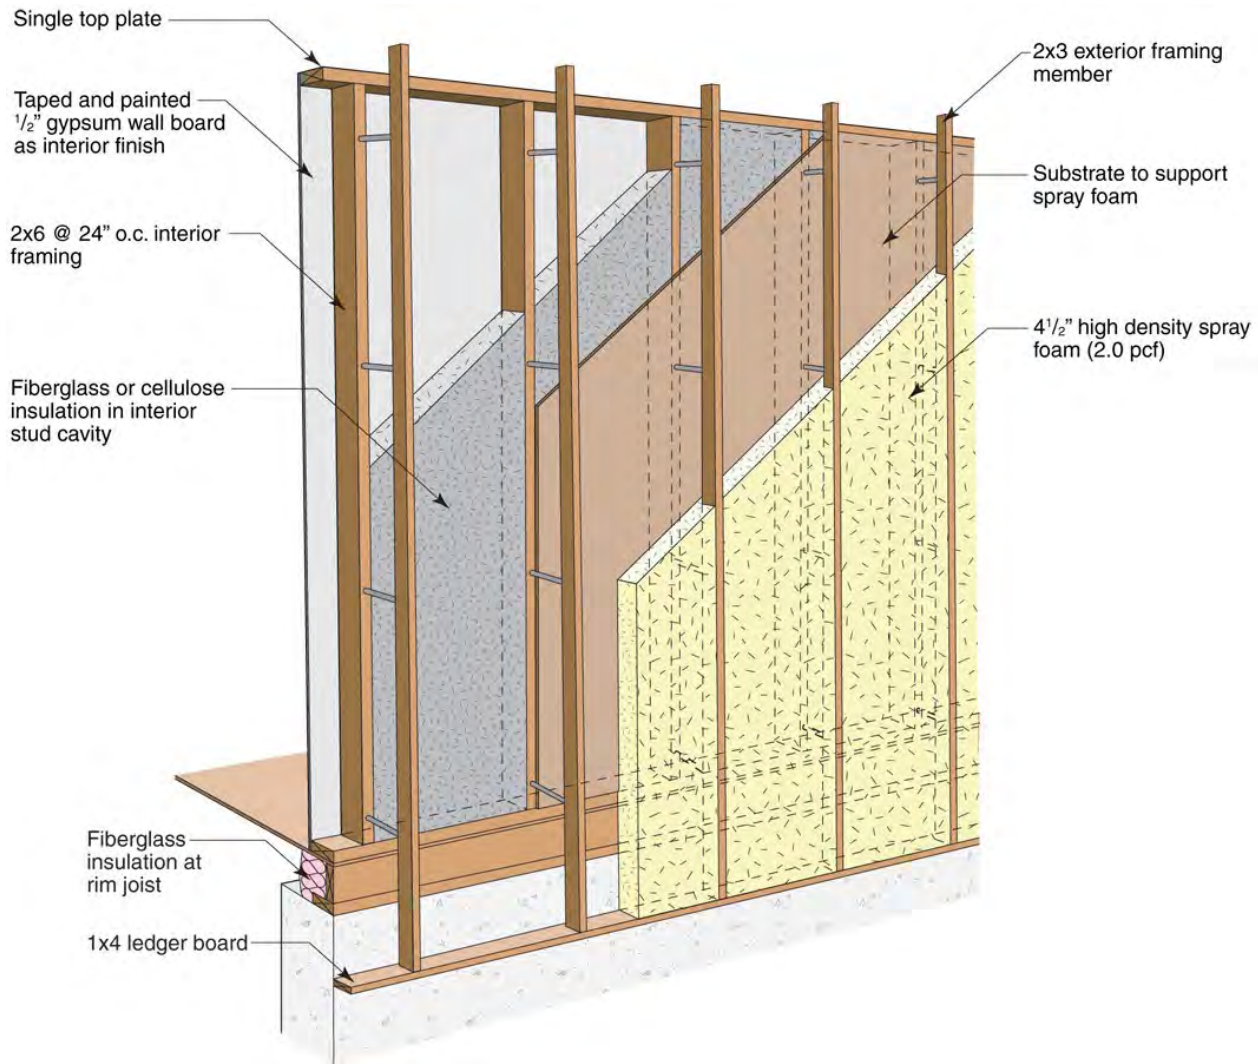 Single top plate
Taped and painted
1/2" gypsum wall board
as interior finish
2x6 @ 24" o.c. interior
framing
Fiberglass or cellulose
insulation in interior
stud cavity
Fiberglass
insulation at
rim joist
1x4 ledger board
2x3 exterior framing
member
Substrate to support
spray foam
4 1/2" high density spray
foam (2.0 pcf)